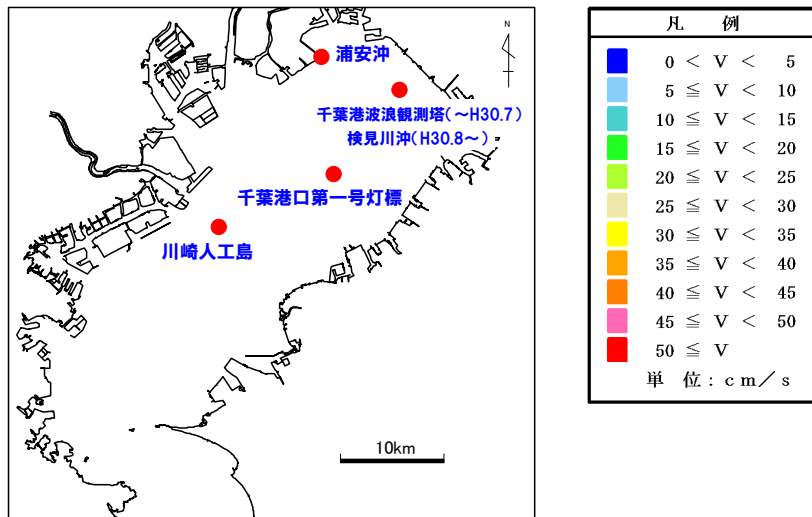 N
浦安沖
千葉港波浪観測塔(～H30.7)
検見川沖(H30.8～)
千葉港口第一号灯標
川崎人工島
10km
凡 例
0 < V < 5
5 ≦ V < 10
10 ≦ V < 15
15 ≦ V < 20
20 ≦ V < 25
25 ≦ V < 30
30 ≦ V < 35
35 ≦ V < 40
40 ≦ V < 45
45 ≦ V < 50
50 ≦ V
単 位：ｃｍ／ｓ